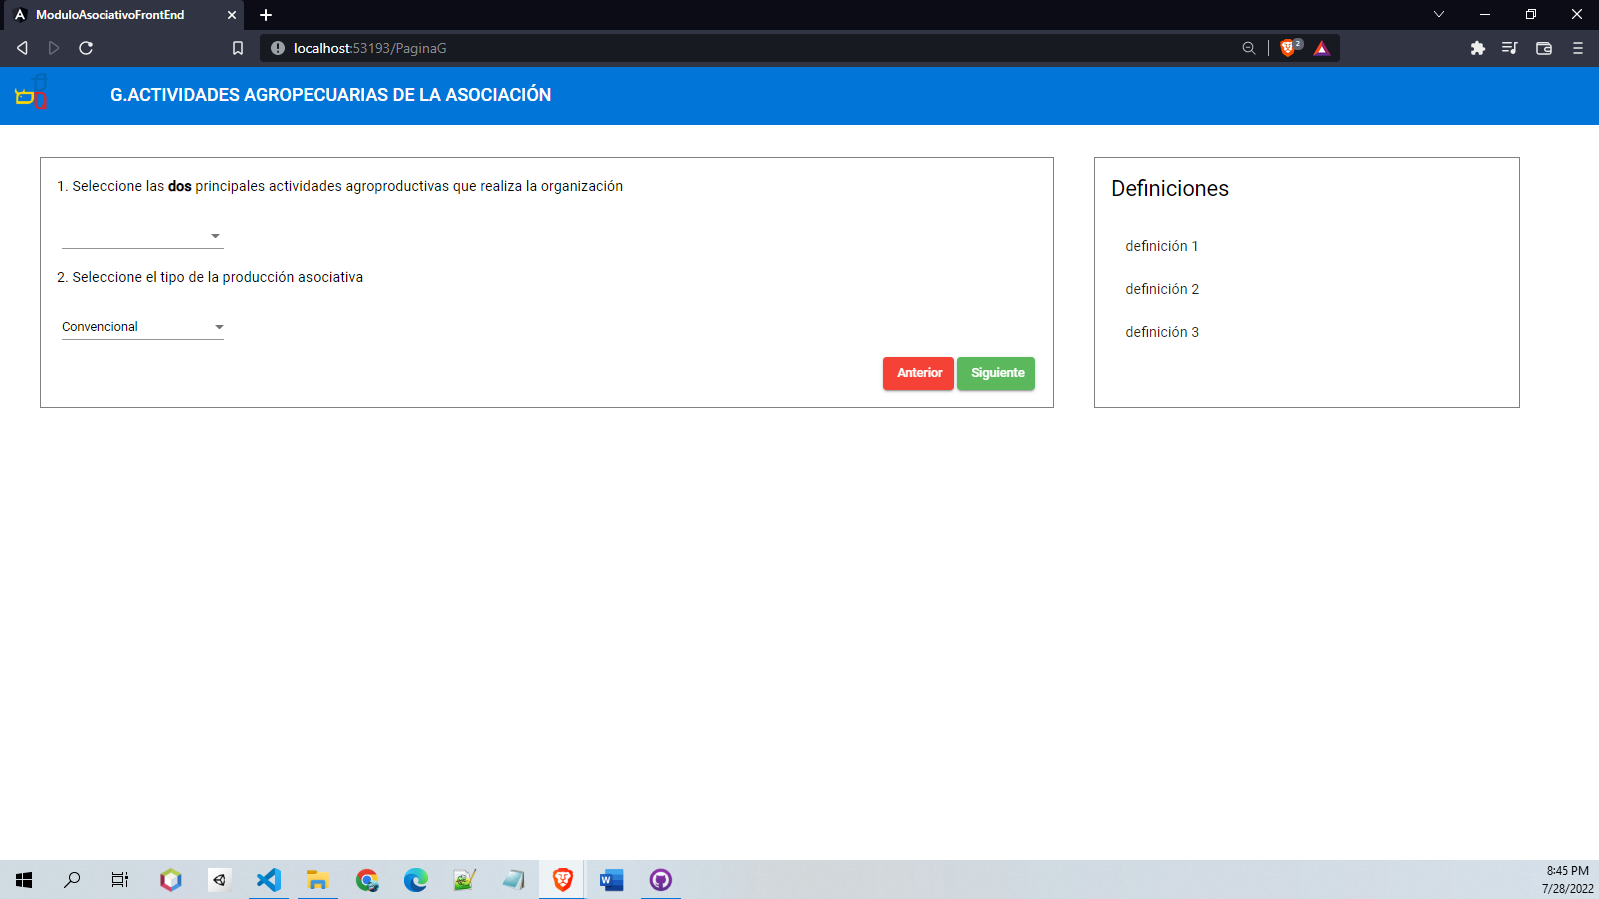 ModuloAsociativoFrontEnd
localhost:53193/PaginaG
2
G.ACTIVIDADES AGROPECUARIAS DE LA ASOCIACIÓN
1. Seleccione las dos principales actividades agroproductivas que realiza la organización
2. Seleccione el tipo de la producción asociativa
Convencional
Anterior Siguiente
Definiciones
definición 1
definición 2
definición 3
8:45 PM
7/28/2022